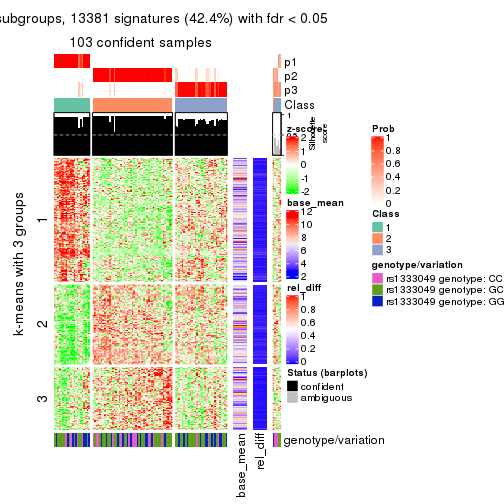 subgroups, 13381 signatures (42.4%) with fdr < 0.05
103 confident samples
p1
p2
p3
Class
1
Silhouette
score
z-score
2
1
0
-1
-2
base_mean
12
10
8
6
4
2
rel_diff
1
0.8
0.6
0.4
0.2
0
Status (barplots)
confident
ambiguous
Prob
1
0.8
0.6
0.4
0.2
0
Class
1
2
3
genotype/variation
rs1333049 genotype: CC
rs1333049 genotype: GC
rs1333049 genotype: GG
k-means with 3 groups
1
2
3
genotype/variation
base_mean
rel_diff